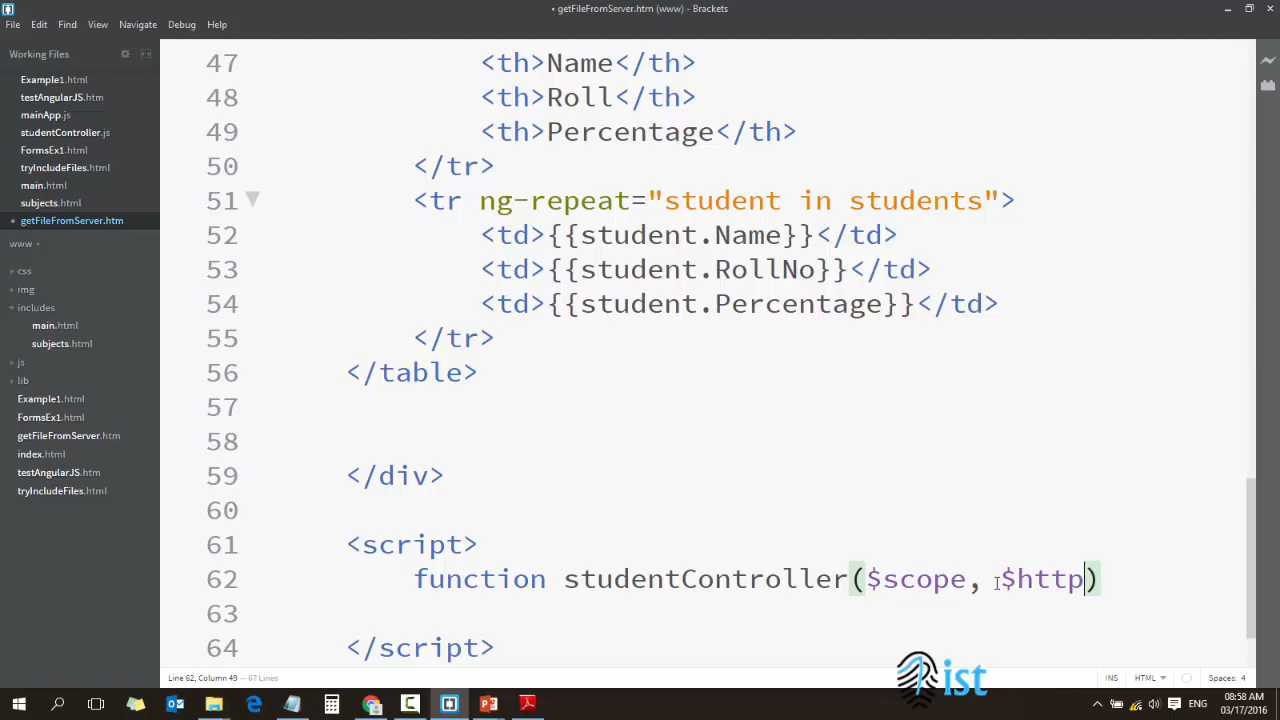 • getFileFromServer.htm (www) - Brackets
File Edit Find View Navigate Debug Help
Working Files
Example1.html
testAngularJS.htm
mainApp.js
studentController.js
FormsEx1.html
tryIncludeFiles.html
main.html
subjects.html
• getFileFromServer.htm
www
css
img
includes
main.html
subjects.html
js
lib
Example1.html
FormsEx1.html
getFileFromServer.htm
index.html
testAngularJS.htm
tryIncludeFiles.html
47 <th>Name</th>
48 <th>Roll</th>
49 <th>Percentage</th>
50 </tr>
51 <tr ng-repeat="student in students">
52 <td>{{student.Name}}</td>
53 <td>{{student.RollNo}}</td>
54 <td>{{student.Percentage}}</td>
55 </tr>
56 </table>
57
58
59 </div>
60
61 <script>
62 function studentController($scope, $http)
63
64 </script>
ist
Line 62, Column 49 — 67 Lines
INS HTML Spaces: 4
ENG
08:58 AM
03/17/2016